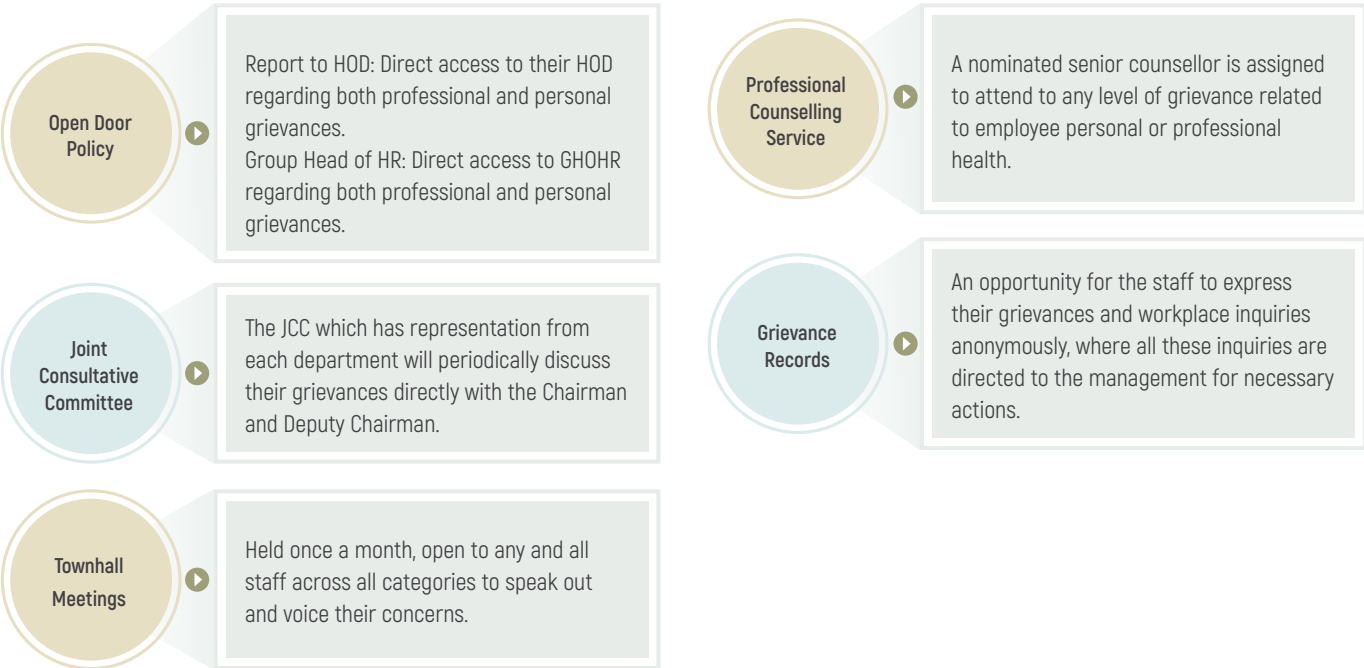 Open Door
Policy
Report to HOD: Direct access to their HOD
regarding both professional and personal
grievances.
Group Head of HR: Direct access to GHOHR
regarding both professional and personal
grievances.
Joint
Consultative
Committee
The JCC which has representation from
each department will periodically discuss
their grievances directly with the Chairman
and Deputy Chairman.
Townhall
Meetings
Held once a month, open to any and all
staff across all categories to speak out
and voice their concerns.
Professional
Counselling
Service
A nominated senior counsellor is assigned
to attend to any level of grievance related
to employee personal or professional
health.
Grievance
Records
An opportunity for the staff to express
their grievances and workplace inquiries
anonymously, where all these inquiries are
directed to the management for necessary
actions.